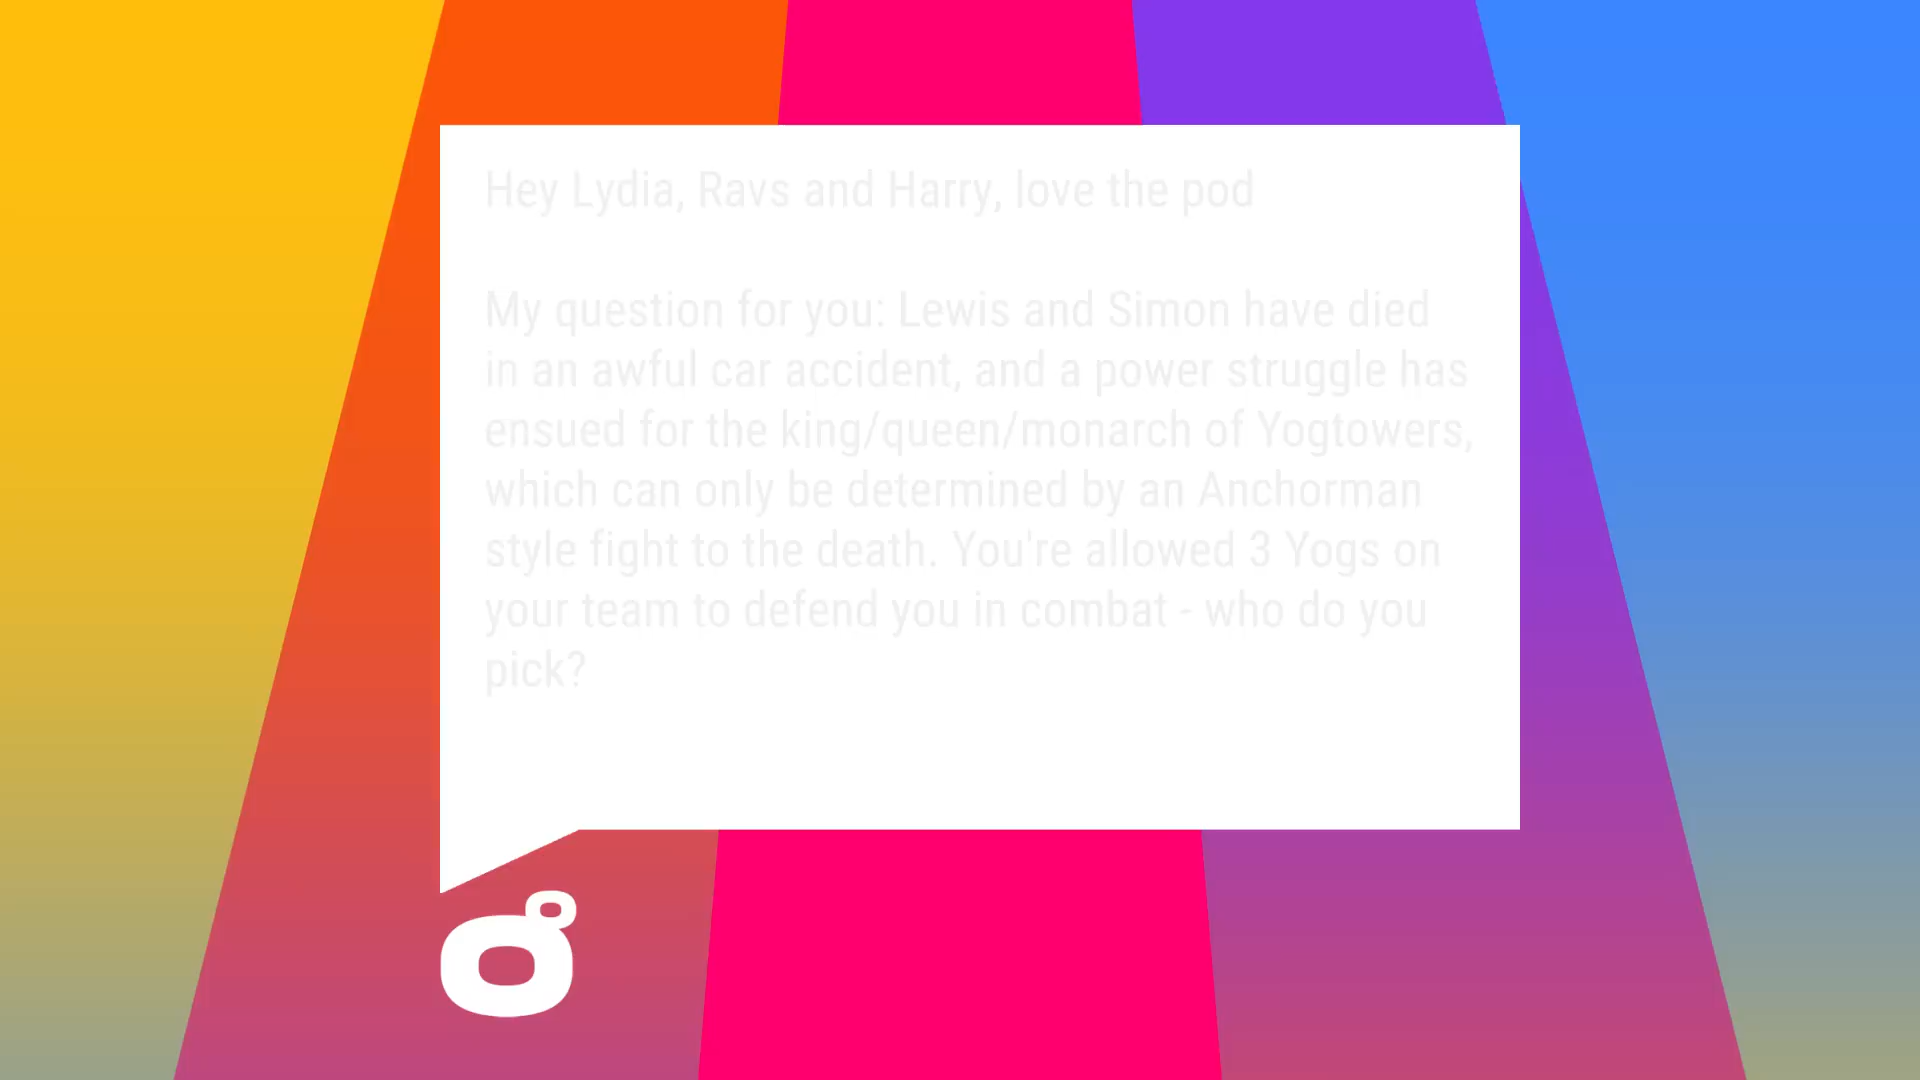 Hey Lydia, Ravs and Harry, love the pod
My question for you: Lewis and Simon have died
in an awful car accident, and a power struggle has
ensued for the king/queen/monarch of Yogtowers,
which can only be determined by an Anchorman
style fight to the death. You're allowed 3 Yogs on
your team to defend you in combat - who do you
pick?